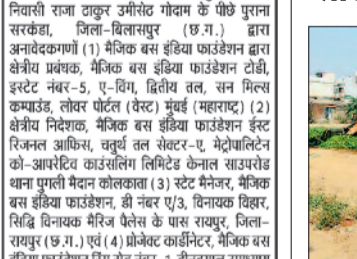 निवासी राजा ठाकुर उमीसेठ गोदाम के पीछे पुराना
सरकंडा, जिला-बिलासपुर (छ.ग.) द्वारा
अनावेदकगणों (1) मैजिक बस इंडिया फाउंडेशन द्वारा
क्षेत्रीय प्रबंधक, मैजिक बस इंडिया फाउंडेशन टोडी,
इस्टेट नंबर-5, ए-विंग, द्वितीय तल, सन मिल्स
कम्पाउंड, लोवर पोर्टल (वेस्ट) मुंबई (महाराष्ट्र) (2)
क्षेत्रीय निदेशक, मैजिक बस इंडिया फाउंडेशन ईस्ट
रिजनल आफिस, चतुर्थ तल सेक्टर-ए, मेट्रोपालिटेन
को-आपरेटिव काउंसलिंग लिमिटेड केनाल साउथरोड
थाना पुगली मैदान कोलकाता (3) स्टेट मैनेजर, मैजिक
बस इंडिया फाउंडेशन, डी नंबर ए/3, विनायक विहार,
सिद्धि विनायक मैरिज पैलेस के पास रायपुर, जिला-
रायपुर (छ.ग.) एवं (4) प्रोजेक्ट कार्डीनेटर, मैजिक बस